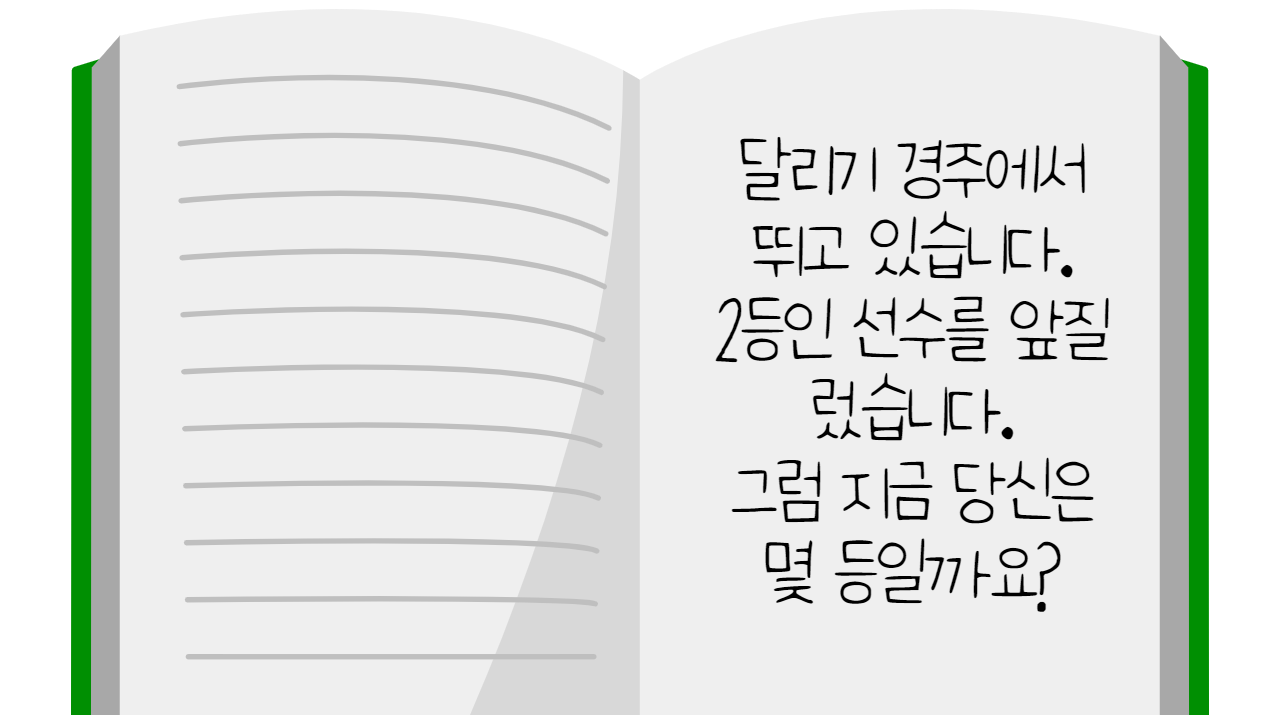 달리기 경주에서
뛰고 있습니다.
2등인 선수를 앞질
렀습니다.
그럼 지금 당신은
몇 등일까요?